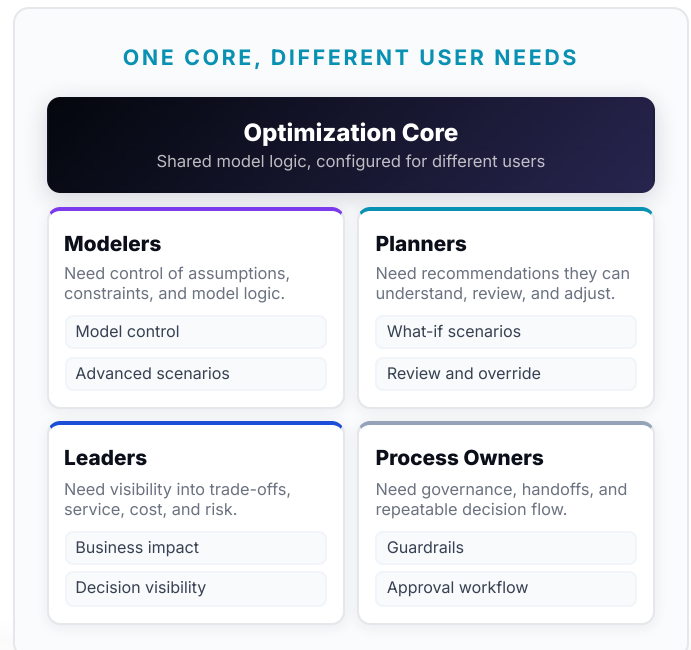 ONE CORE, DIFFERENT USER NEEDS
Optimization Core
Shared model logic, configured for different users
Modelers
Need control of assumptions,
constraints, and model logic.
Model control
Advanced scenarios
Planners
Need recommendations they can
understand, review, and adjust.
What-if scenarios
Review and override
Leaders
Need visibility into trade-offs,
service, cost, and risk.
Business impact
Decision visibility
Process Owners
Need governance, handoffs, and
repeatable decision flow.
Guardrails
Approval workflow